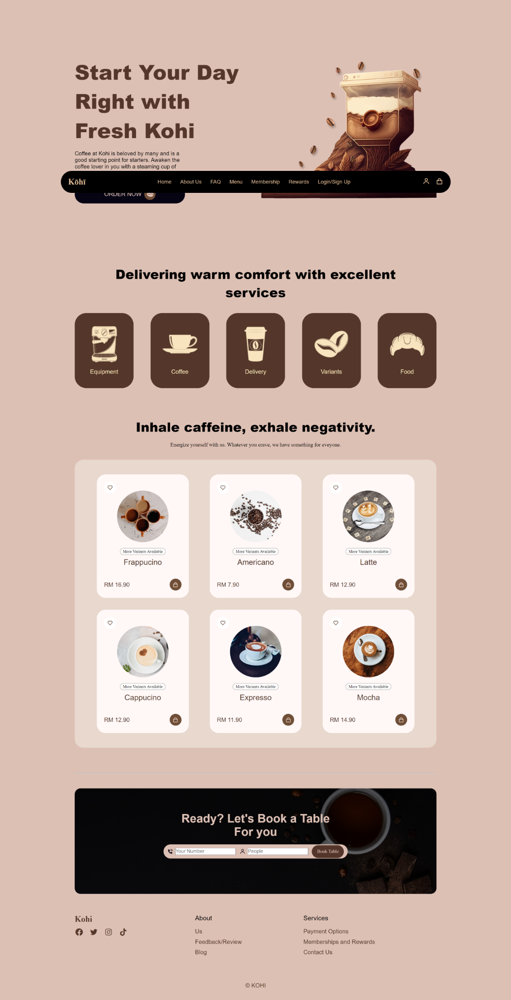 Start Your Day
Right with
Fresh Kohi
Coffee at Kohi is beloved by many and is a
good starting point for starters. Awaken the
coffee lover in you with a steaming cup of
Kōhī
Home
About Us
FAQ
Menu
Membership
Rewards
Login/Sign Up
ORDER NOW
Delivering warm comfort with excellent
services
Equipment
Coffee
Delivery
Variants
Food
Inhale caffeine, exhale negativity.
Energize yourself with us. Whatever you crave, we have something for eveyone.
More Variants Available
Frappucino
RM 16.90
More Variants Available
Americano
RM 7.90
More Variants Available
Latte
RM 12.90
More Variants Available
Cappucino
RM 12.90
More Variants Available
Expresso
RM 11.90
More Variants Available
Mocha
RM 14.90
Ready? Let's Book a Table
For you
Your Number
People
Book Table
Kohi
About
Us
Feedback/Review
Blog
Services
Payment Options
Memberships and Rewards
Contact Us
© KOHI